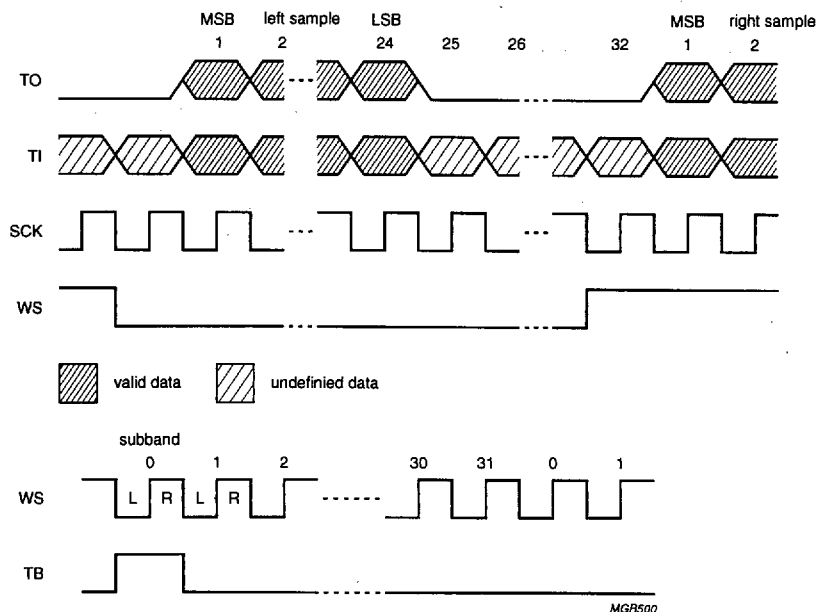 MSB left sample LSB MSB right sample
1 2 24 25 26 32 1 2
TO
TI
SCK
WS
valid data undefinied data
subband
0 1 2 30 31 0 1
WS L R L R
TB
MGB500